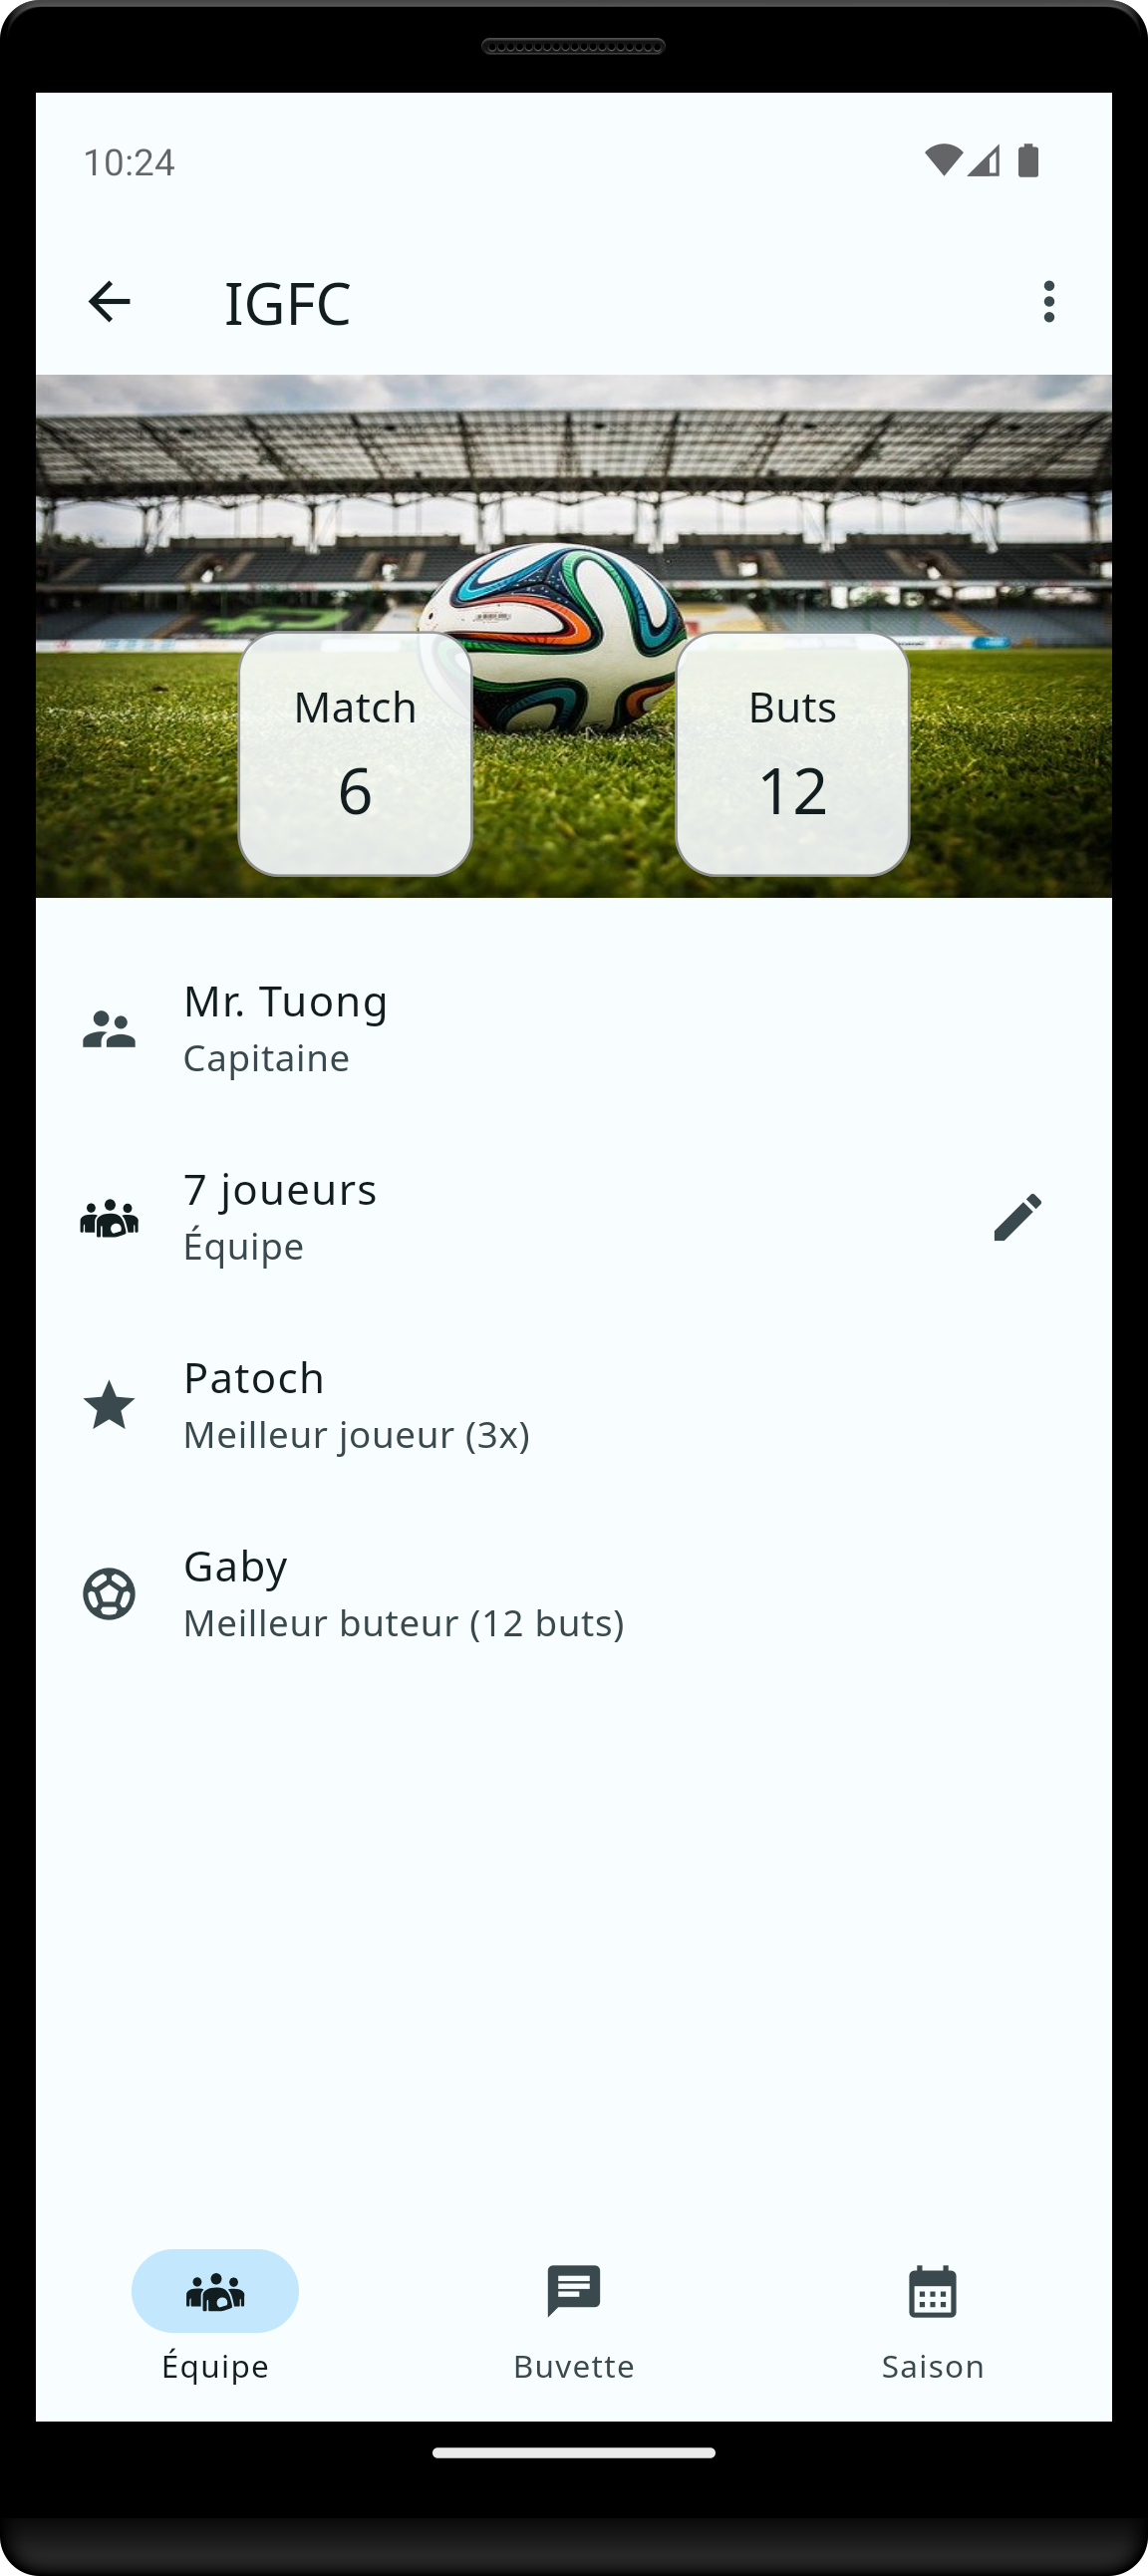 10:24
IGFC
Match
6
Buts
12
Mr. Tuong
Capitaine
7 joueurs
Équipe
Patoch
Meilleur joueur (3x)
Gaby
Meilleur buteur (12 buts)
Équipe
Buvette
Saison